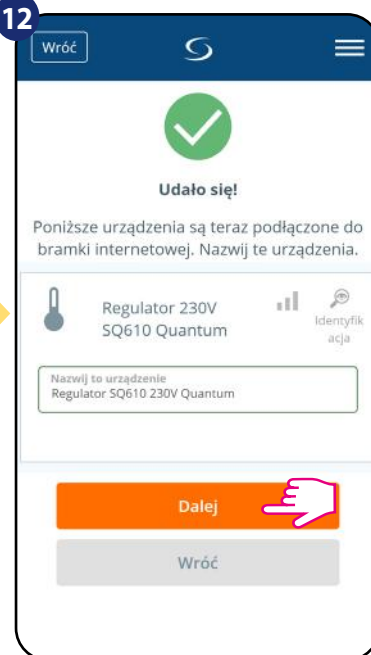 12
Wróć
Udało się!
Poniższe urządzenia są teraz podłączone do
bramki internetowej. Nazwij te urządzenia.
Regulator 230V
SQ610 Quantum
Identyfik
acja
Nazwij to urządzenie
Regulator SQ610 230V Quantum
Dalej
Wróć